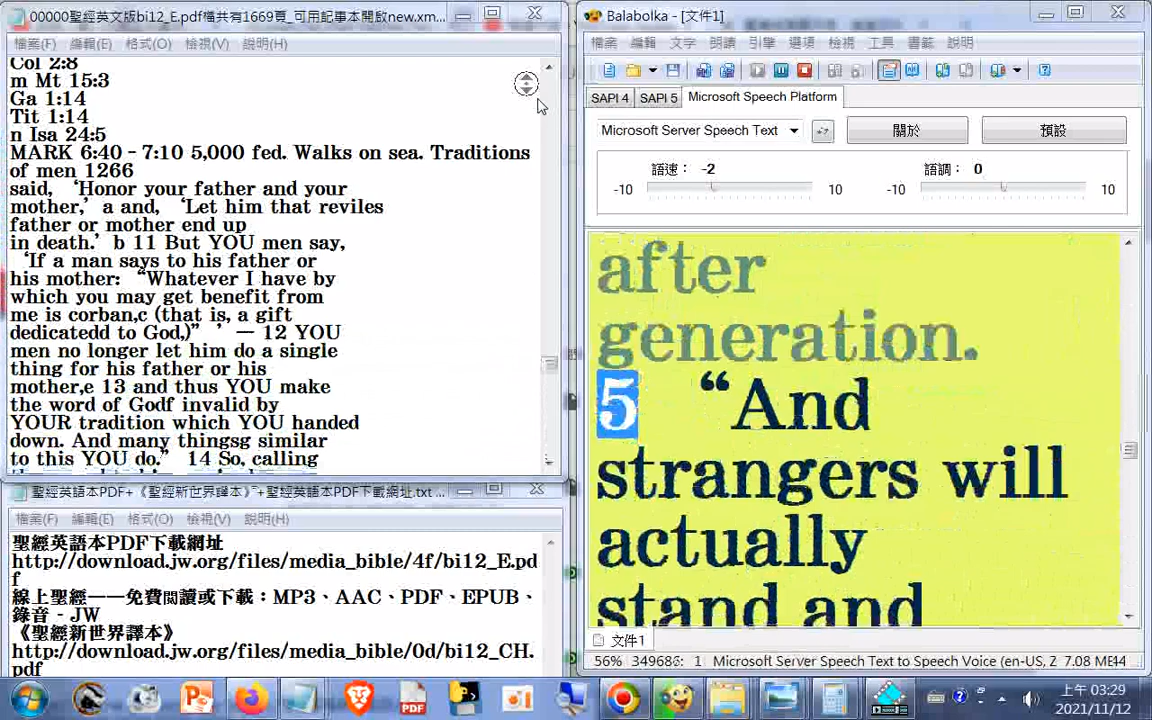 00000聖經英文版bi12_E.pdf檔共有1669頁_可用記事本開啟new.xm...
檔案(F) 編輯(E) 格式(O) 檢視(V) 說明(H)
Col 2:8
m Mt 15:3
Ga 1:14
Tit 1:14
n Isa 24:5
MARK 6:40 – 7:10 5,000 fed. Walks on sea. Traditions
of men 1266
said, ‘Honor your father and your
mother,’ a and, ‘Let him that reviles
father or mother end up
in death.’ b 11 But YOU men say,
‘If a man says to his father or
his mother: “Whatever I have by
which you may get benefit from
me is corban,c (that is, a gift
dedicatedd to God,)” ’ — 12 YOU
men no longer let him do a single
thing for his father or his
mother,e 13 and thus YOU make
the word of Godf invalid by
YOUR tradition which YOU handed
down. And many thingsg similar
to this YOU do.” 14 So, calling
聖經英語本PDF+《聖經新世界譯本》+聖經英語本PDF下載網址.txt ...
檔案(F) 編輯(E) 格式(O) 檢視(V) 說明(H)
聖經英語本PDF下載網址
http://download.jw.org/files/media_bible/4f/bi12_E.pd
f
線上聖經——免費閱讀或下載：MP3、AAC、PDF、EPUB、
錄音 - JW
《聖經新世界譯本》
http://download.jw.org/files/media_bible/0d/bi12_CH.
pdf
Balabolka - [文件1]
檔案 編輯 文字 朗讀 引擎 選項 檢視 工具 書籤 說明
SAPI 4 SAPI 5 Microsoft Speech Platform
Microsoft Server Speech Text 關於 預設
語速： -2 語調： 0
-10 10 -10 10
after
generation.
5 “And
strangers will
actually
stand and
文件1
56% 34968 1 Microsoft Server Speech Text to Speech Voice (en-US, Z 7.08 ME44
PDF
上午 03:29
2021/11/12